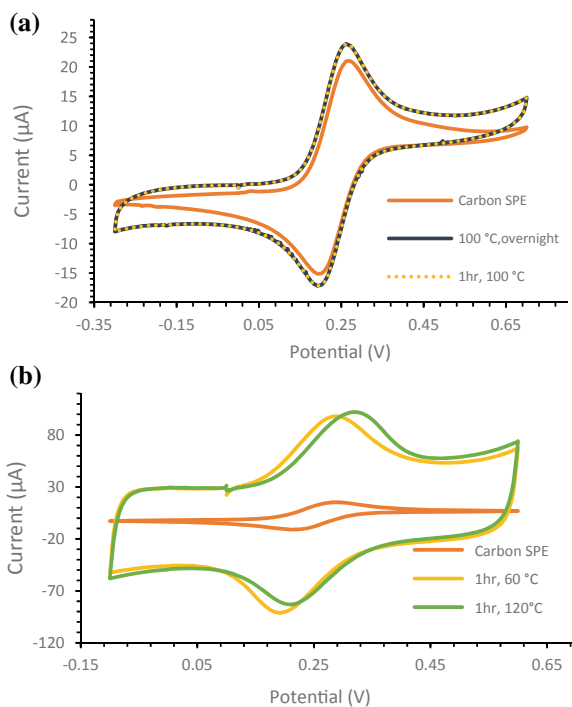 (a)
25
20
15
10
5
0
-5
-10
-15
-20
Current (µA)
Carbon SPE
100 °C,overnight
1hr, 100 °C
-0.35 -0.15 0.05 0.25 0.45 0.65
Potential (V)
(b)
80
30
-20
-70
-120
Current (µA)
Carbon SPE
1hr, 60 °C
1hr, 120°C
-0.15 0.05 0.25 0.45 0.65
Potential (V)